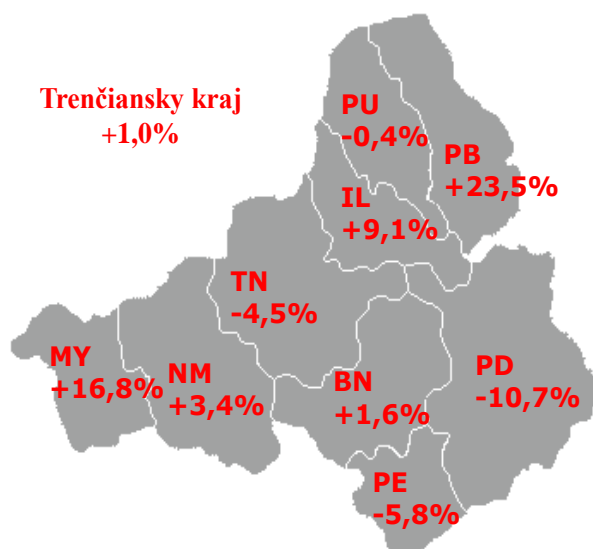 Trenčiansky kraj
+1,0%
PU
-0,4%
PB
+23,5%
IL
+9,1%
TN
-4,5%
MY
+16,8%
NM
+3,4%
BN
+1,6%
PD
-10,7%
PE
-5,8%